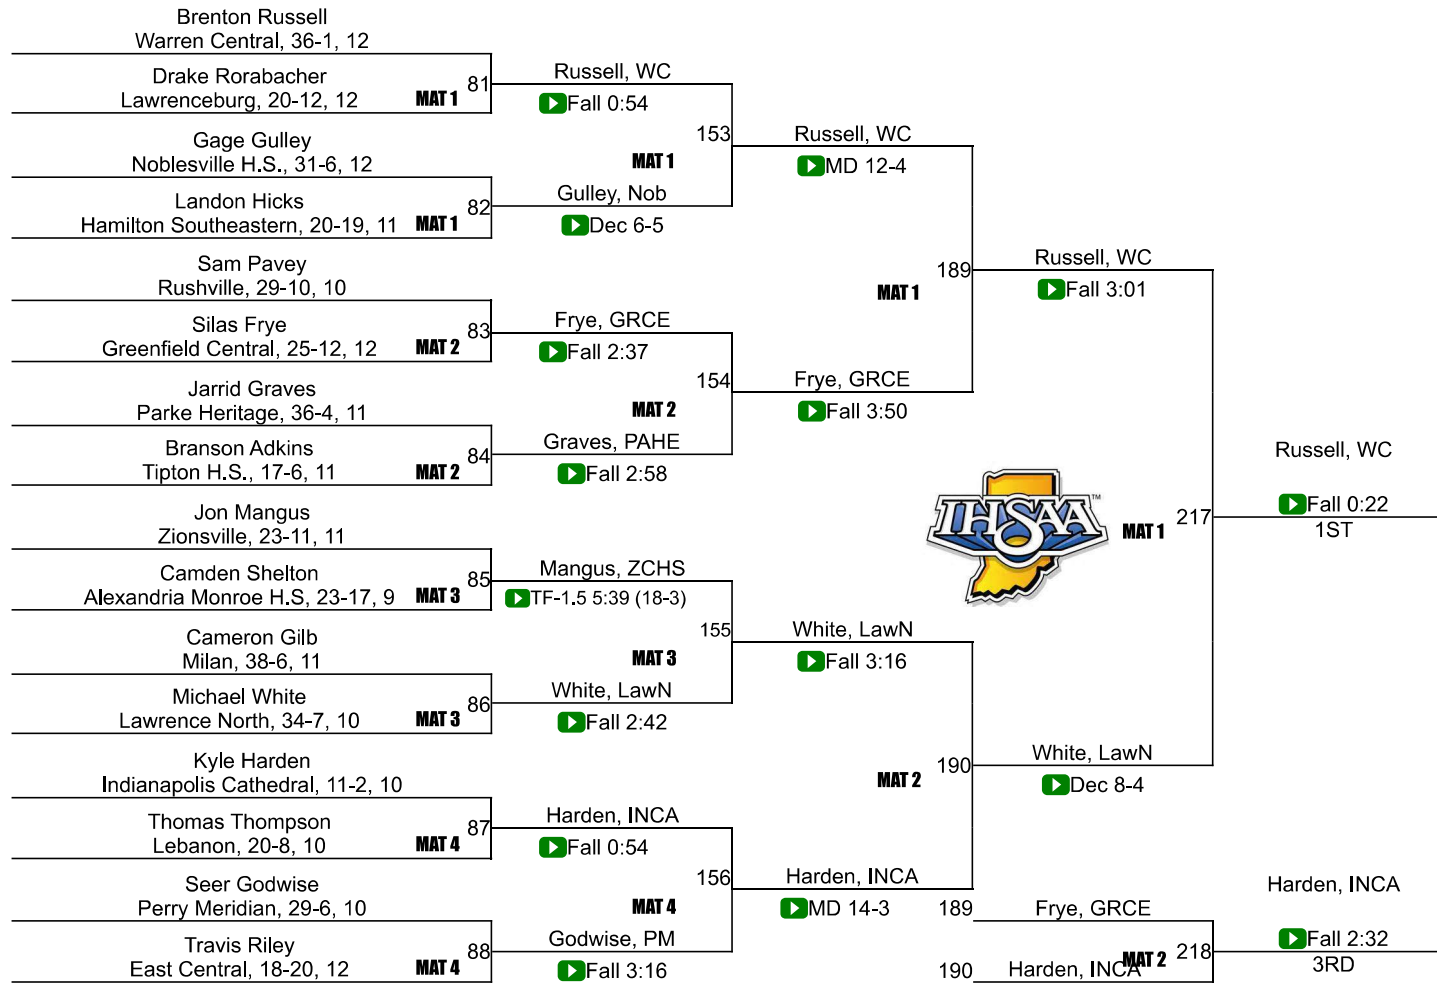 Brenton Russell
Warren Central, 36-1, 12
Drake Rorabacher
Lawrenceburg, 20-12, 12
MAT 1
81
Russell, WC
Fall 0:54
Gage Gulley
Noblesville H.S., 31-6, 12
Landon Hicks
Hamilton Southeastern, 20-19, 11
MAT 1
82
Gulley, Nob
Dec 6-5
153
MAT 1
Russell, WC
MD 12-4
Sam Pavey
Rushville, 29-10, 10
Silas Frye
Greenfield Central, 25-12, 12
MAT 2
83
Frye, GRCE
Fall 2:37
Jarrid Graves
Parke Heritage, 36-4, 11
Branson Adkins
Tipton H.S., 17-6, 11
MAT 2
84
Graves, PAHE
Fall 2:58
154
MAT 2
Frye, GRCE
Fall 3:50
189
MAT 1
Russell, WC
Fall 3:01
Jon Mangus
Zionsville, 23-11, 11
Camden Shelton
Alexandria Monroe H.S, 23-17, 9
MAT 3
85
Mangus, ZCHS
TF-1.5 5:39 (18-3)
Cameron Gilb
Milan, 38-6, 11
Michael White
Lawrence North, 34-7, 10
MAT 3
86
White, LawN
Fall 2:42
155
MAT 3
White, LawN
Fall 3:16
Kyle Harden
Indianapolis Cathedral, 11-2, 10
Thomas Thompson
Lebanon, 20-8, 10
MAT 4
87
Harden, INCA
Fall 0:54
Seer Godwise
Perry Meridian, 29-6, 10
Travis Riley
East Central, 18-20, 12
MAT 4
88
Godwise, PM
Fall 3:16
156
MAT 4
Harden, INCA
MD 14-3
190
MAT 2
White, LawN
Dec 8-4
IHSAA™
MAT 1
217
Russell, WC
Fall 0:22
1ST
189
Frye, GRCE
190
Harden, INCA
MAT 2
218
Harden, INCA
Fall 2:32
3RD